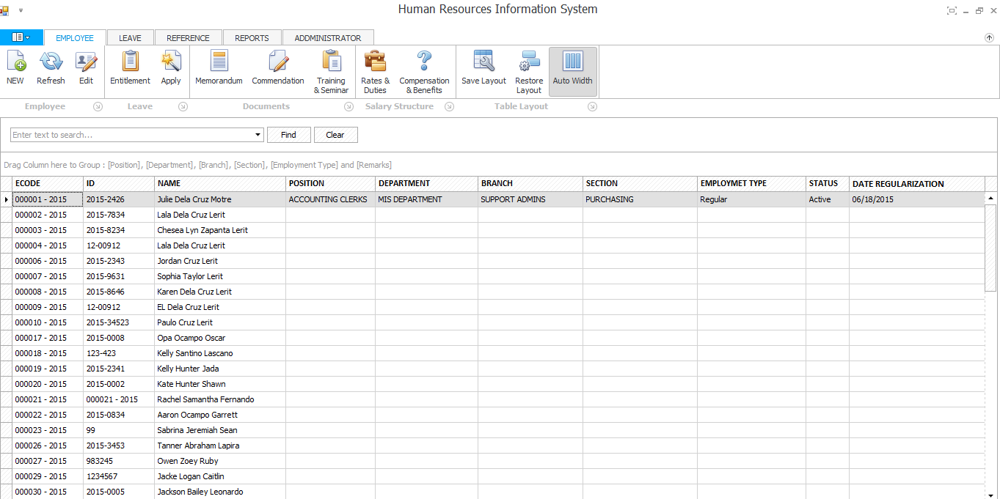 Human Resources Information System
EMPLOYEE LEAVE REFERENCE REPORTS ADDMINISTRATOR
NEW Refresh Edit Entitlement Apply Memorandum Commendation Training & Seminar Rates & Duties Compensation & Benefits Save Layout Restore Layout Auto Width
Employee Leave Documents Salary Structure Table Layout
Enter text to search... Find Clear
Drag Column here to Group : [Position], [Department], [Branch], [Section], [Employment Type] and [Remarks]
ECODE ID NAME POSITION DEPARTMENT BRANCH SECTION EMPLOYMET TYPE STATUS DATE REGULARIZATION
000001 - 2015 2015-2426 Julie Dela Cruz Motre ACCOUNTING CLERKS MIS DEPARTMENT SUPPORT ADMINS PURCHASING Regular Active 06/18/2015
000002 - 2015 2015-7834 Lala Dela Cruz Lerit
000003 - 2015 2015-8234 Chesea Lyn Zapanta Lerit
000004 - 2015 12-00912 Lala Dela Cruz Lerit
000006 - 2015 2015-2343 Jordan Cruz Lerit
000007 - 2015 2015-9631 Sophia Taylor Lerit
000008 - 2015 2015-8646 Karen Dela Cruz Lerit
000009 - 2015 12-00912 EL Dela Cruz Lerit
000010 - 2015 2015-34523 Paulo Cruz Lerit
000017 - 2015 2015-0008 Opa Ocampo Oscar
000018 - 2015 123-423 Kelly Santino Lascano
000019 - 2015 2015-2341 Kelly Hunter Jada
000020 - 2015 2015-0002 Kate Hunter Shawn
000021 - 2015 000021 - 2015 Rachel Samantha Fernando
000022 - 2015 2015-0834 Aaron Ocampo Garrett
000023 - 2015 99 Sabrina Jeremiah Sean
000026 - 2015 2015-3453 Tanner Abraham Lapira
000027 - 2015 983245 Owen Zoey Ruby
000029 - 2015 1234567 Jacke Logan Caitlin
000030 - 2015 2015-0005 Jackson Bailey Leonardo